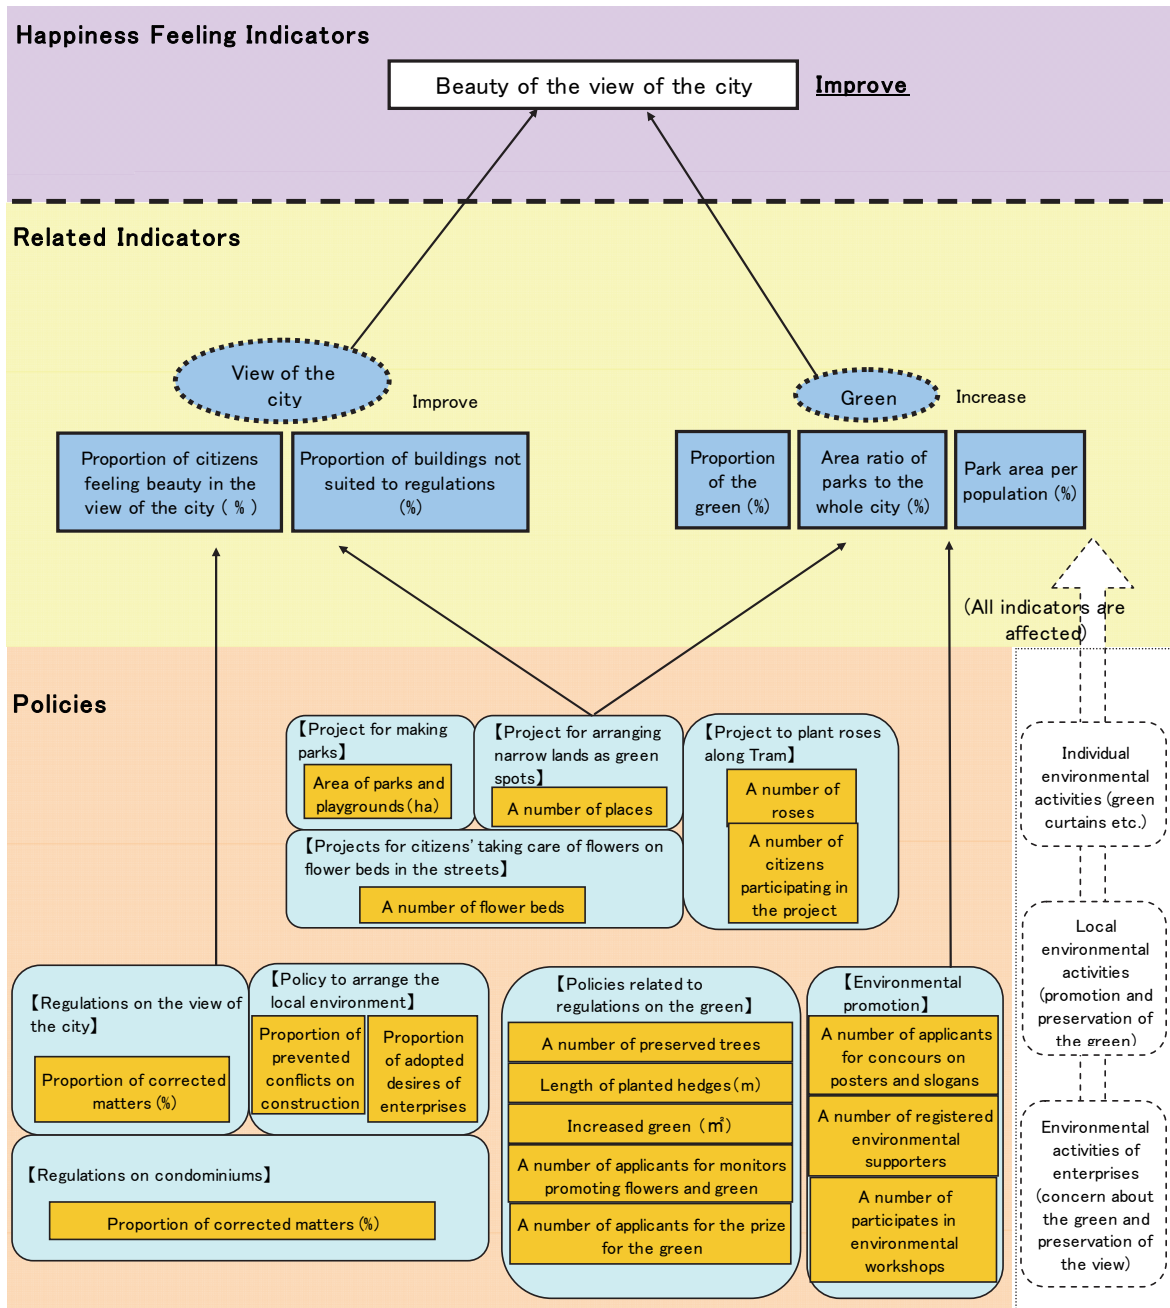 Happiness Feeling Indicators
Beauty of the view of the city
Improve
Related Indicators
View of the
city
Improve
Green
Increase
Proportion of citizens
feeling beauty in the
view of the city ( % )
Proportion of buildings not
suited to regulations
(%)
Proportion
of the
green (%)
Area ratio of
parks to the
whole city (%)
Park area per
population (%)
(All indicators are
affected)
Policies
【Project for making
parks】
Area of parks and
playgrounds(ha)
【Project for arranging
narrow lands as green
spots】
A number of places
【Project to plant roses
along Tram】
A number of
roses
A number of
citizens
participating in
the project
【Projects for citizens' taking care of flowers on
flower beds in the streets】
A number of flower beds
Individual
environmental
activities (green
curtains etc.)
Local
environmental
activities
(promotion and
preservation of
the green)
Environmental
activities of
enterprises
(concern about
the green and
preservation of
the view)
【Regulations on the view of
the city】
Proportion of corrected
matters (%)
【Policy to arrange the
local environment】
Proportion of
prevented
conflicts on
construction
Proportion
of adopted
desires of
enterprises
【Regulations on condominiums】
Proportion of corrected matters (%)
【Policies related to
regulations on the green】
A number of preserved trees
Length of planted hedges(m)
Increased green (㎡)
A number of applicants for monitors
promoting flowers and green
A number of applicants for the prize
for the green
【Environmental
promotion】
A number of applicants
for concours on
posters and slogans
A number of registered
environmental
supporters
A number of
participates in
environmental
workshops